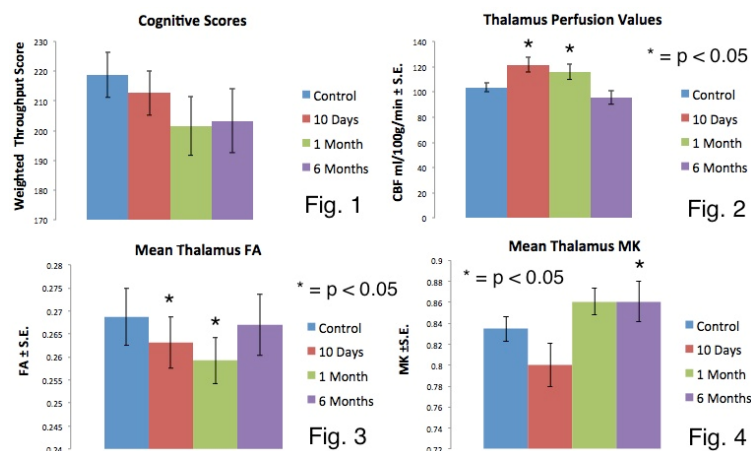 Cognitive Scores
Weighted Throughput Score
230
220
210
200
190
180
170
Control
10 Days
1 Month
6 Months
Fig. 1
Thalamus Perfusion Values
CBF ml/100g/min ± S.E.
140
120
100
80
60
40
20
0
* *
* = p < 0.05
Control
10 Days
1 Month
6 Months
Fig. 2
Mean Thalamus FA
FA ± S.E.
0.28
0.275
0.27
0.265
0.26
0.255
0.25
0.245
0.24
* *
* = p < 0.05
Control
10 Days
1 Month
6 Months
Fig. 3
Mean Thalamus MK
MK ±S.E.
0.9
0.88
0.86
0.84
0.82
0.8
0.78
0.76
0.74
0.72
* = p < 0.05
*
Control
10 Days
1 Month
6 Months
Fig. 4